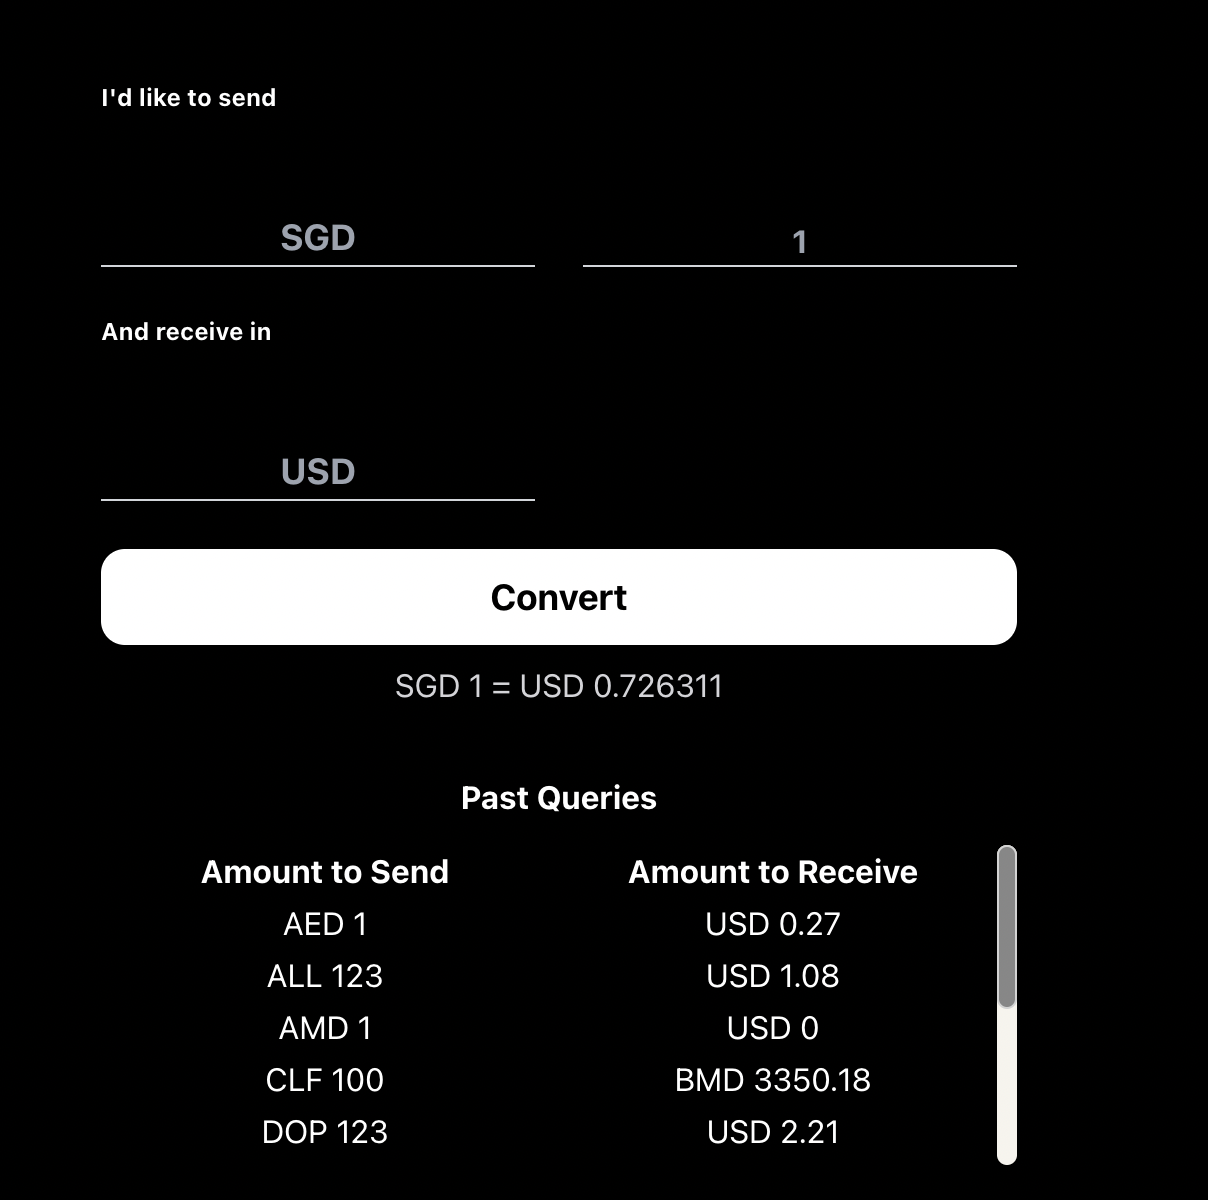 I'd like to send
SGD 1
And receive in
USD
Convert
SGD 1 = USD 0.726311
Past Queries
Amount to Send Amount to Receive
AED 1 USD 0.27
ALL 123 USD 1.08
AMD 1 USD 0
CLF 100 BMD 3350.18
DOP 123 USD 2.21